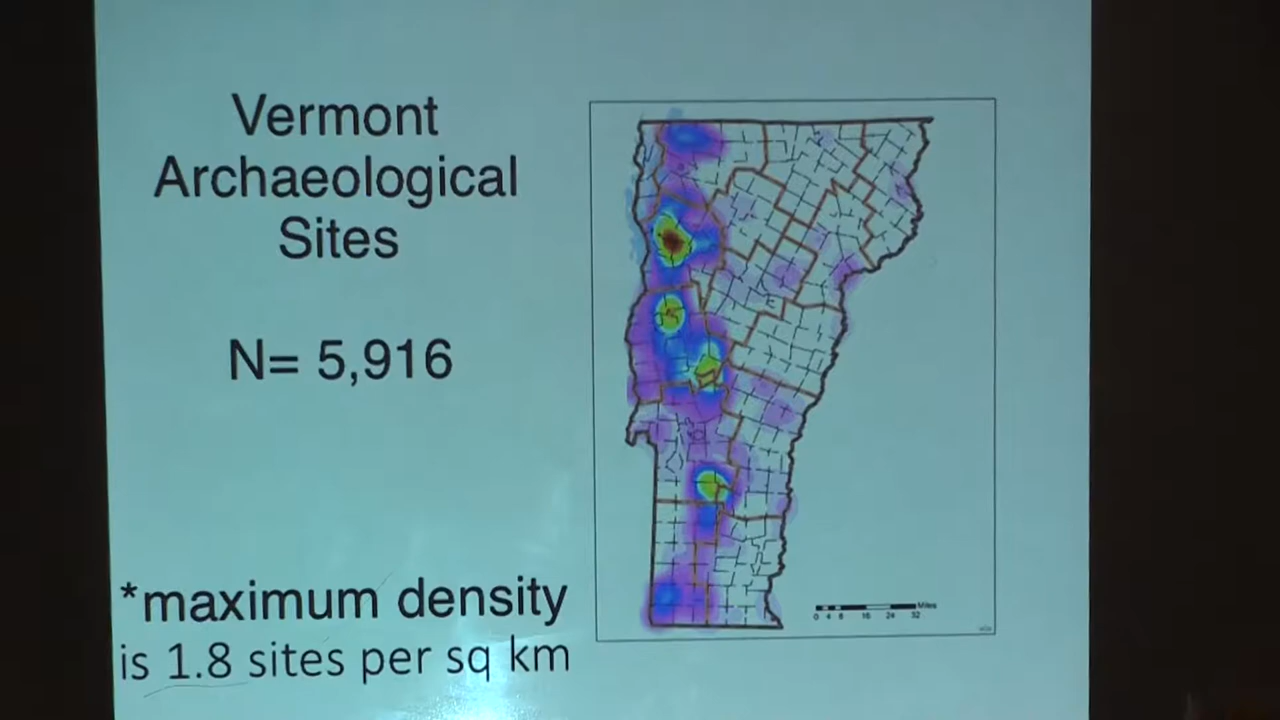 Vermont
Archaeological
Sites
N= 5,916
*maximum density
is 1.8 sites per sq km
Miles
0 4 8 16 24 32